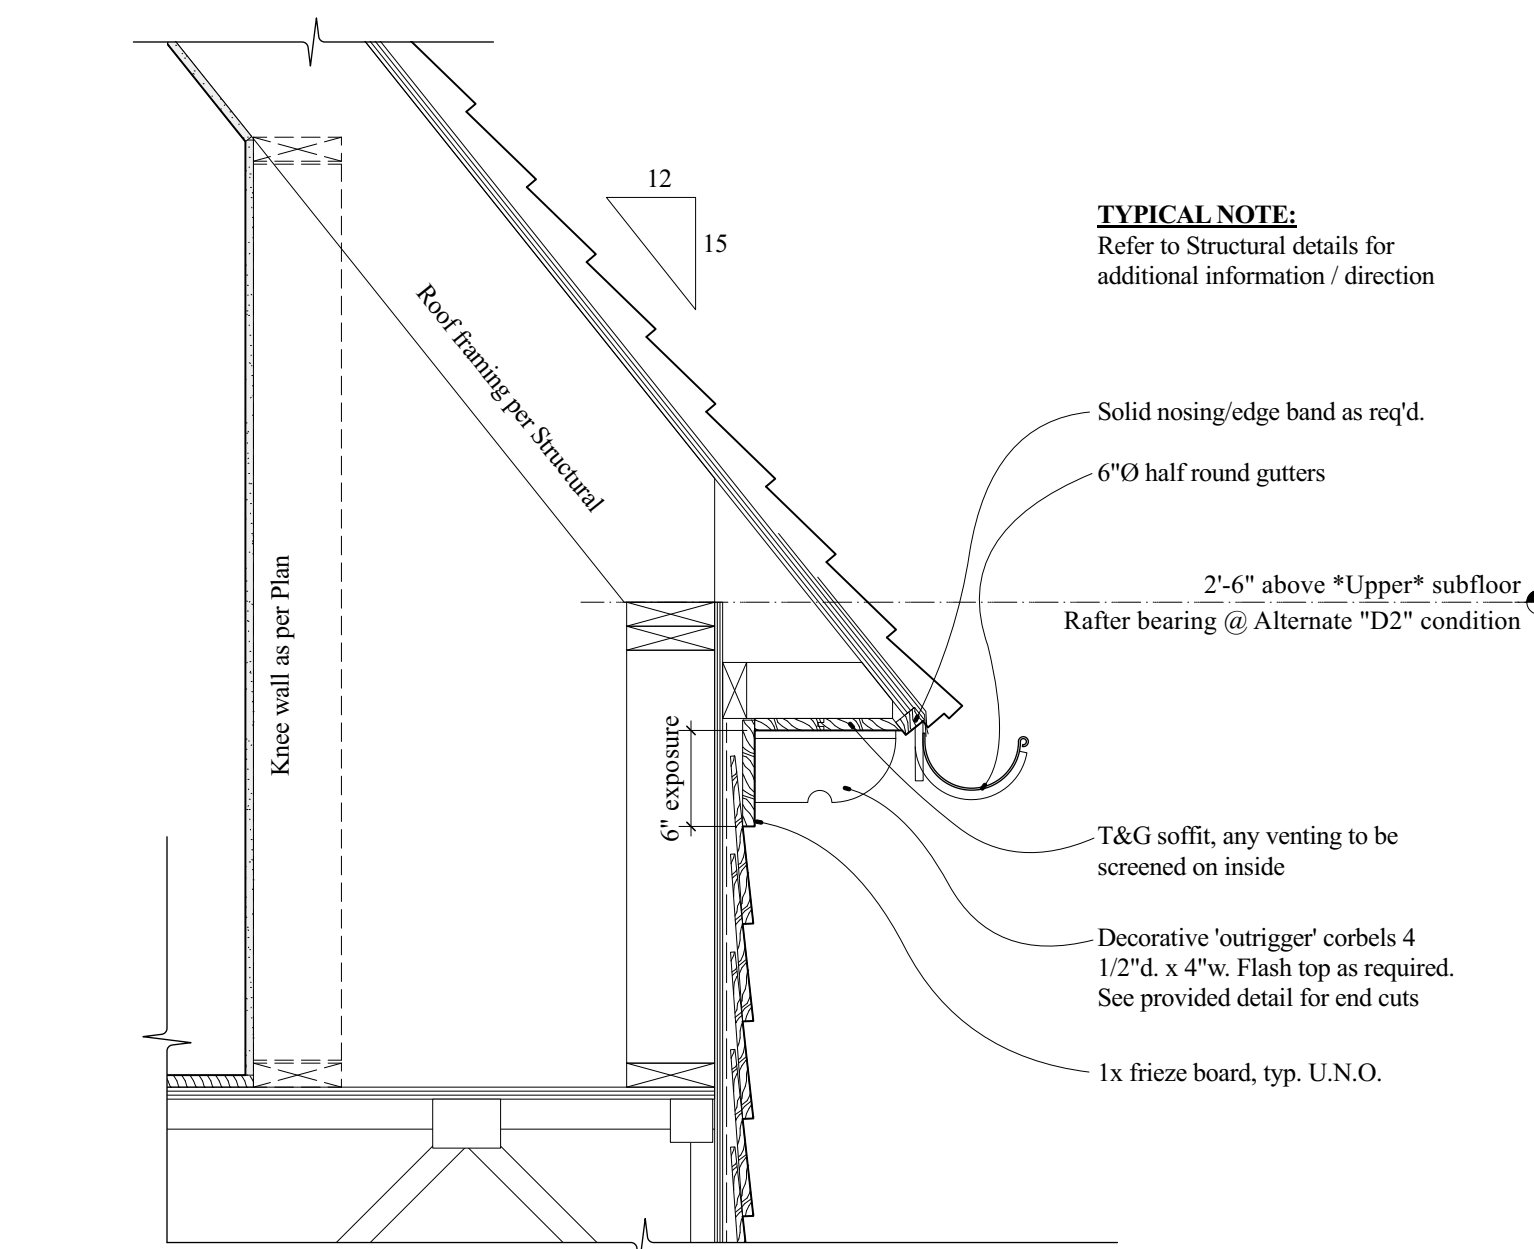 12
15
TYPICAL NOTE:
Refer to Structural details for
additional information / direction
Roof framing per Structural
Solid nosing/edge band as req'd.
6"Ø half round gutters
2'-6" above *Upper* subfloor
Rafter bearing @ Alternate "D2" condition
Knee wall as per Plan
6" exposure
T&G soffit, any venting to be
screened on inside
Decorative 'outrigger' corbels 4
1/2"d. x 4"w. Flash top as required.
See provided detail for end cuts
1x frieze board, typ. U.N.O.